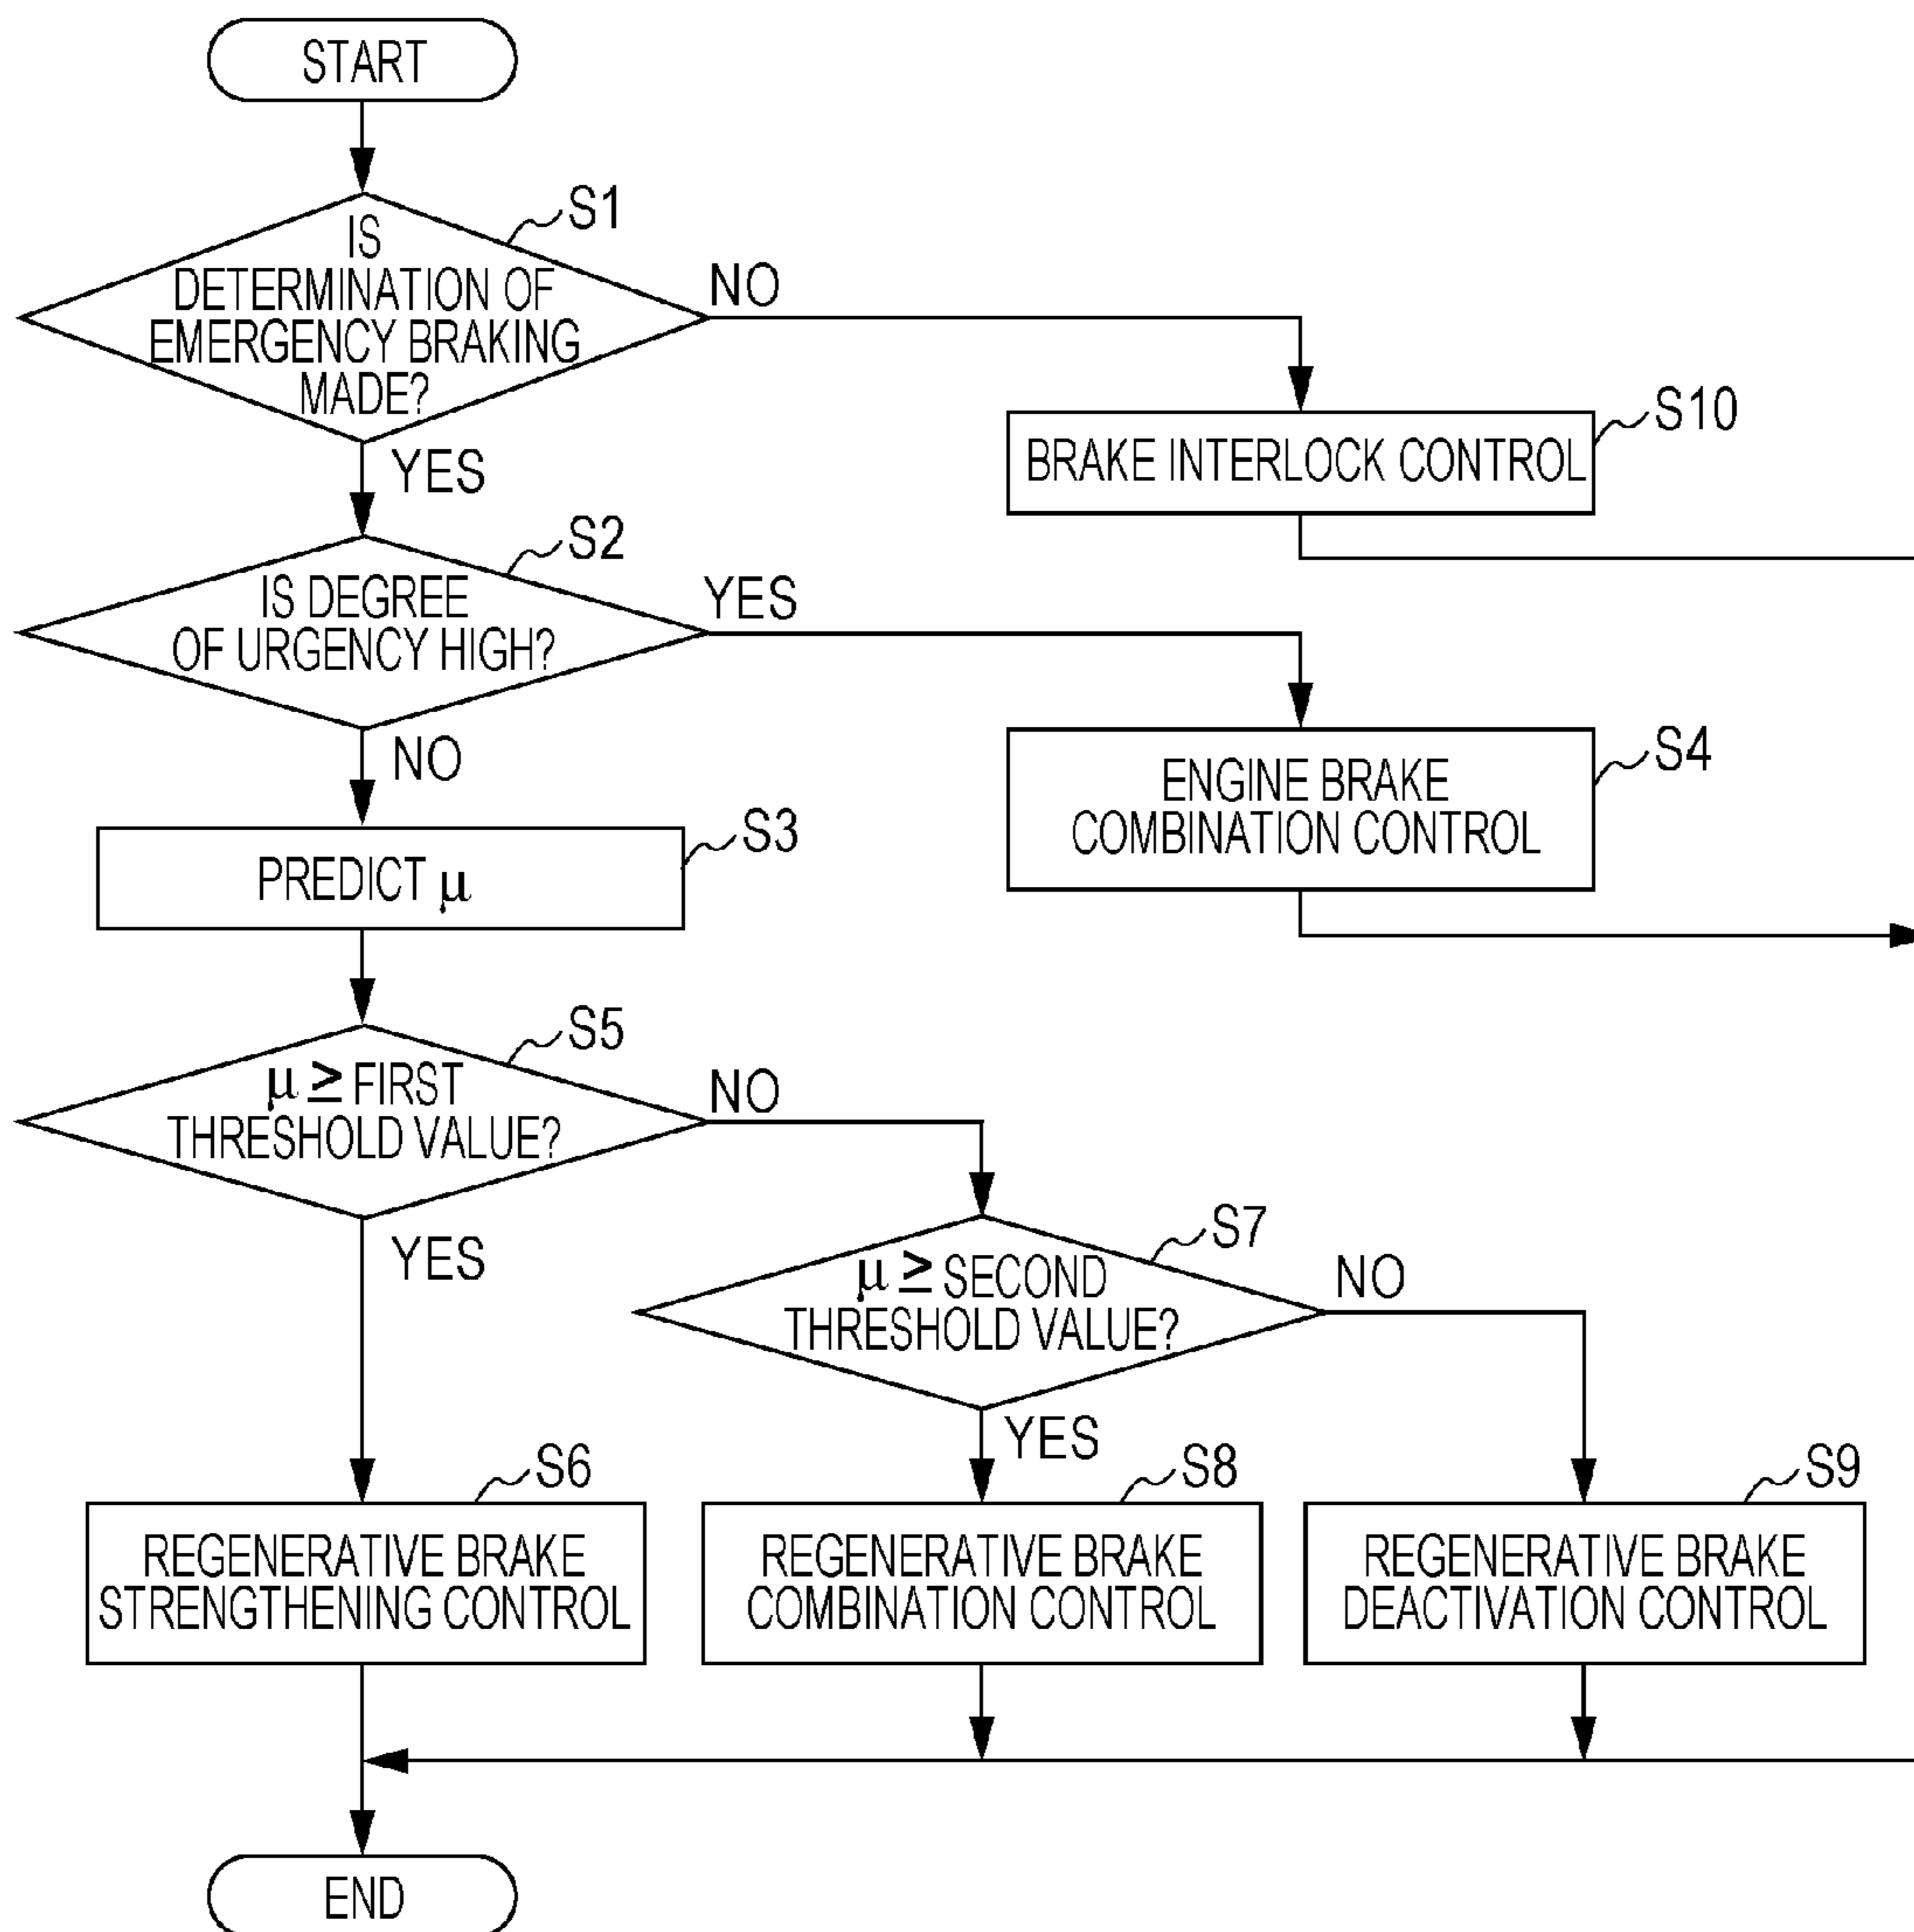 START
S1
IS
DETERMINATION OF
EMERGENCY BRAKING
MADE?
NO
YES
S10
BRAKE INTERLOCK CONTROL
S2
IS DEGREE
OF URGENCY HIGH?
YES
NO
S4
ENGINE BRAKE
COMBINATION CONTROL
S3
PREDICT μ
S5
μ ≥ FIRST
THRESHOLD VALUE?
NO
YES
S7
μ ≥ SECOND
THRESHOLD VALUE?
NO
YES
S6
REGENERATIVE BRAKE
STRENGTHENING CONTROL
S8
REGENERATIVE BRAKE
COMBINATION CONTROL
S9
REGENERATIVE BRAKE
DEACTIVATION CONTROL
END